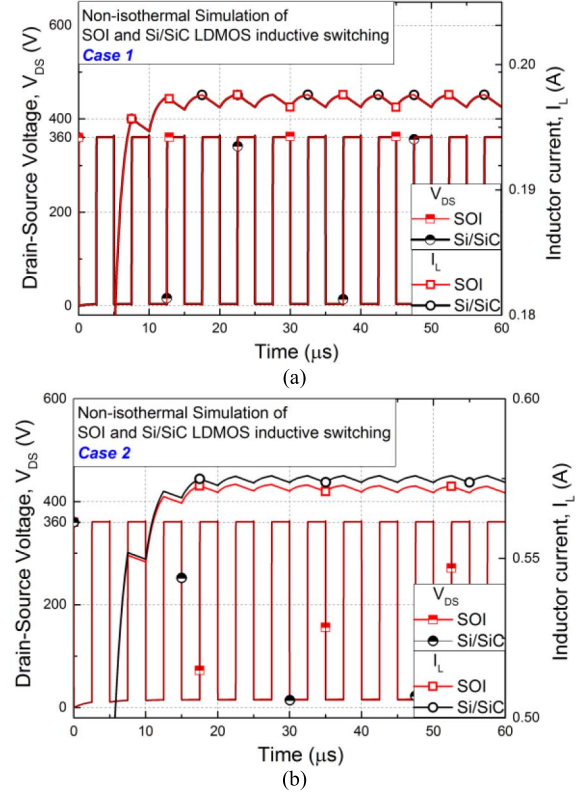 Non-isothermal Simulation of
SOI and Si/SiC LDMOS inductive switching
Case 1
Drain-Source Voltage, V_DS (V)
600
400
360
200
0
Inductor current, I_L (A)
0.20
0.19
0.18
V_DS
SOI
Si/SiC
I_L
SOI
Si/SiC
0 10 20 30 40 50 60
Time (μs)
(a)
Non-isothermal Simulation of
SOI and Si/SiC LDMOS inductive switching
Case 2
Drain-Source Voltage, V_DS (V)
600
400
360
200
0
Inductor current, I_L (A)
0.60
0.55
0.50
V_DS
SOI
Si/SiC
I_L
SOI
Si/SiC
0 10 20 30 40 50 60
Time (μs)
(b)